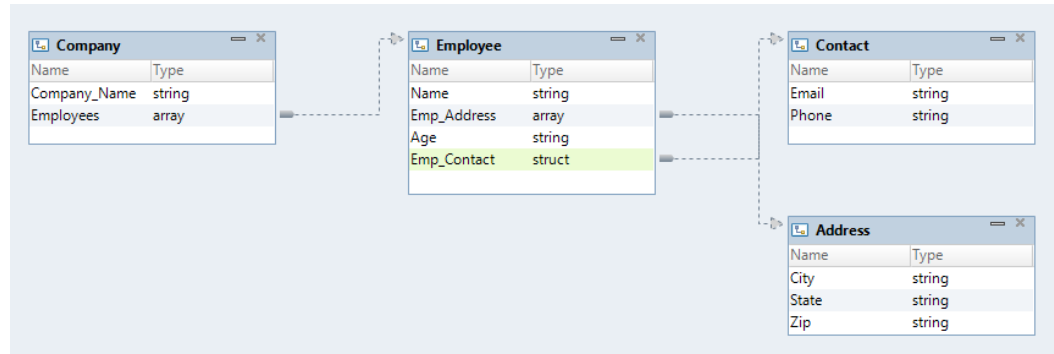 Company
Name Type
Company_Name string
Employees array
Employee
Name Type
Name string
Emp_Address array
Age string
Emp_Contact struct
Contact
Name Type
Email string
Phone string
Address
Name Type
City string
State string
Zip string